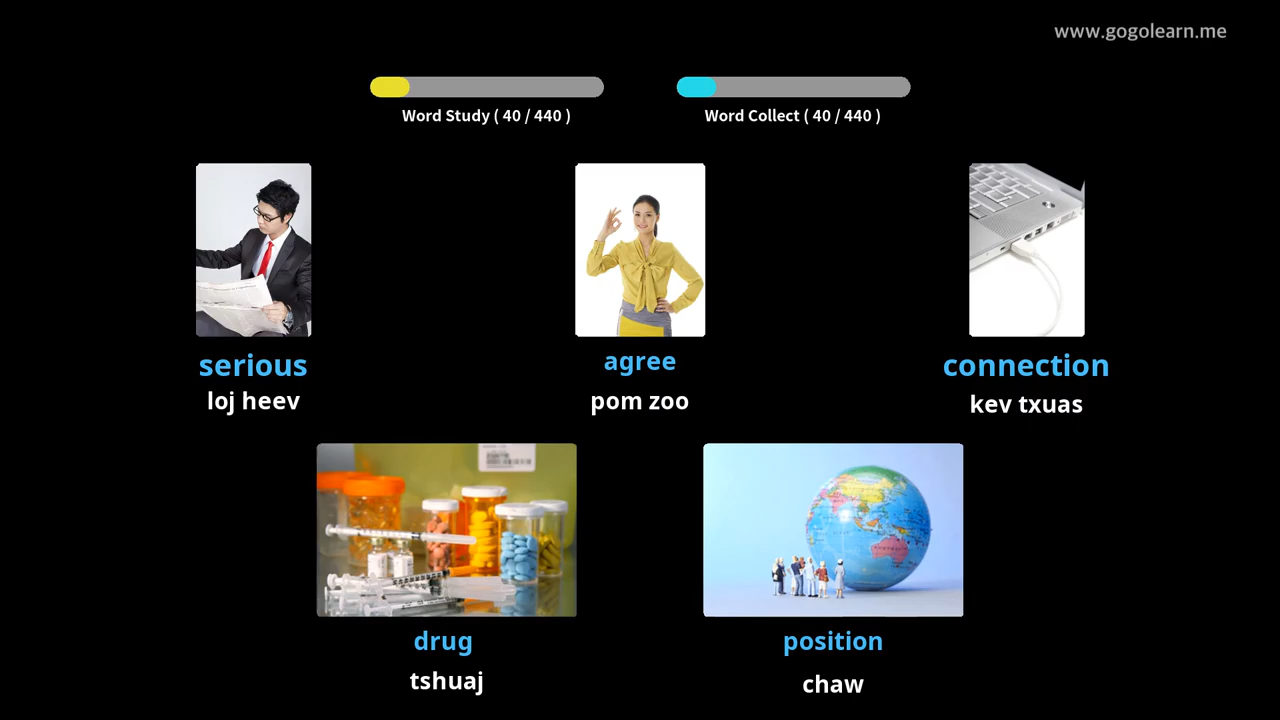 www.gogolearn.me
Word Study ( 40 / 440 )
Word Collect ( 40 / 440 )
serious
loj heev
agree
pom zoo
connection
kev txuas
drug
tshuaj
AUSTRALIA
position
chaw